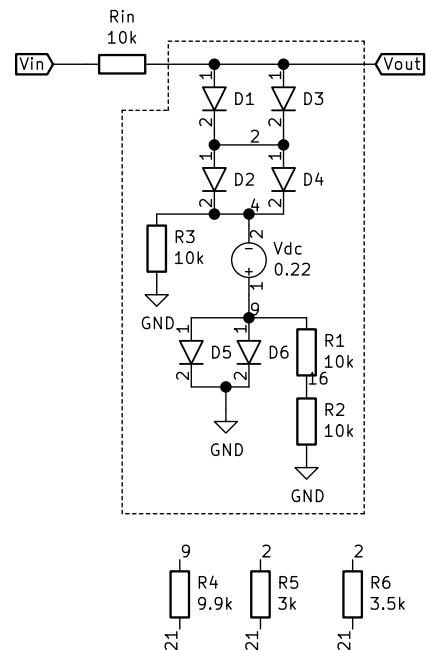 Rin
10k
Vin
Vout
1
1
D1
D3
2
2
2
1
1
D2
D4
2
2
4
R3
10k
2
−
Vdc
0.22
+
1
GND
9
1
1
D5
D6
R1
10k
2
2
16
R2
10k
GND
GND
9
2
2
R4
9.9k
R5
3k
R6
3.5k
21
21
21